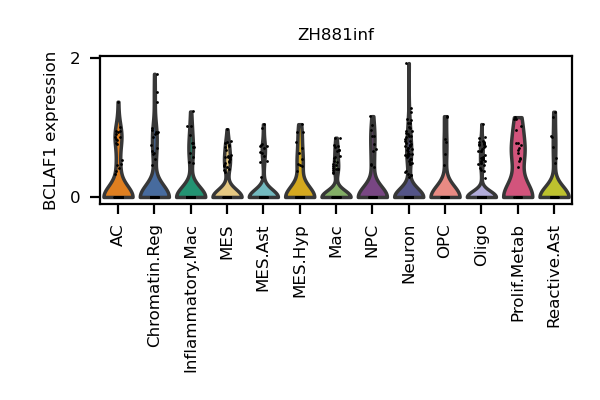 ZH881inf
BCLAF1 expression
2
0
AC
Chromatin.Reg
Inflammatory.Mac
MES
MES.Ast
MES.Hyp
Mac
NPC
Neuron
OPC
Oligo
Prolif.Metab
Reactive.Ast